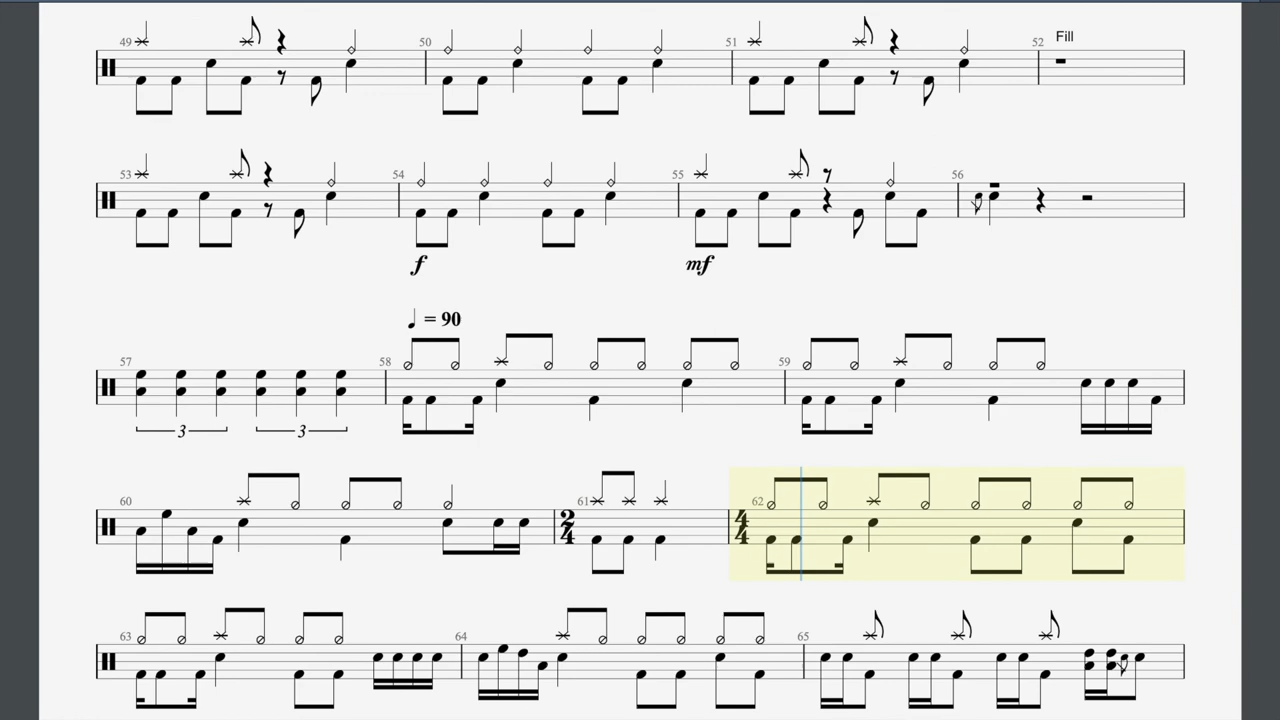 49 50 51 52 Fill
53 54 55 56
f mf
♩ = 90
57 58 59
3 3
60 61 2 4 62 4 4
63 64 65